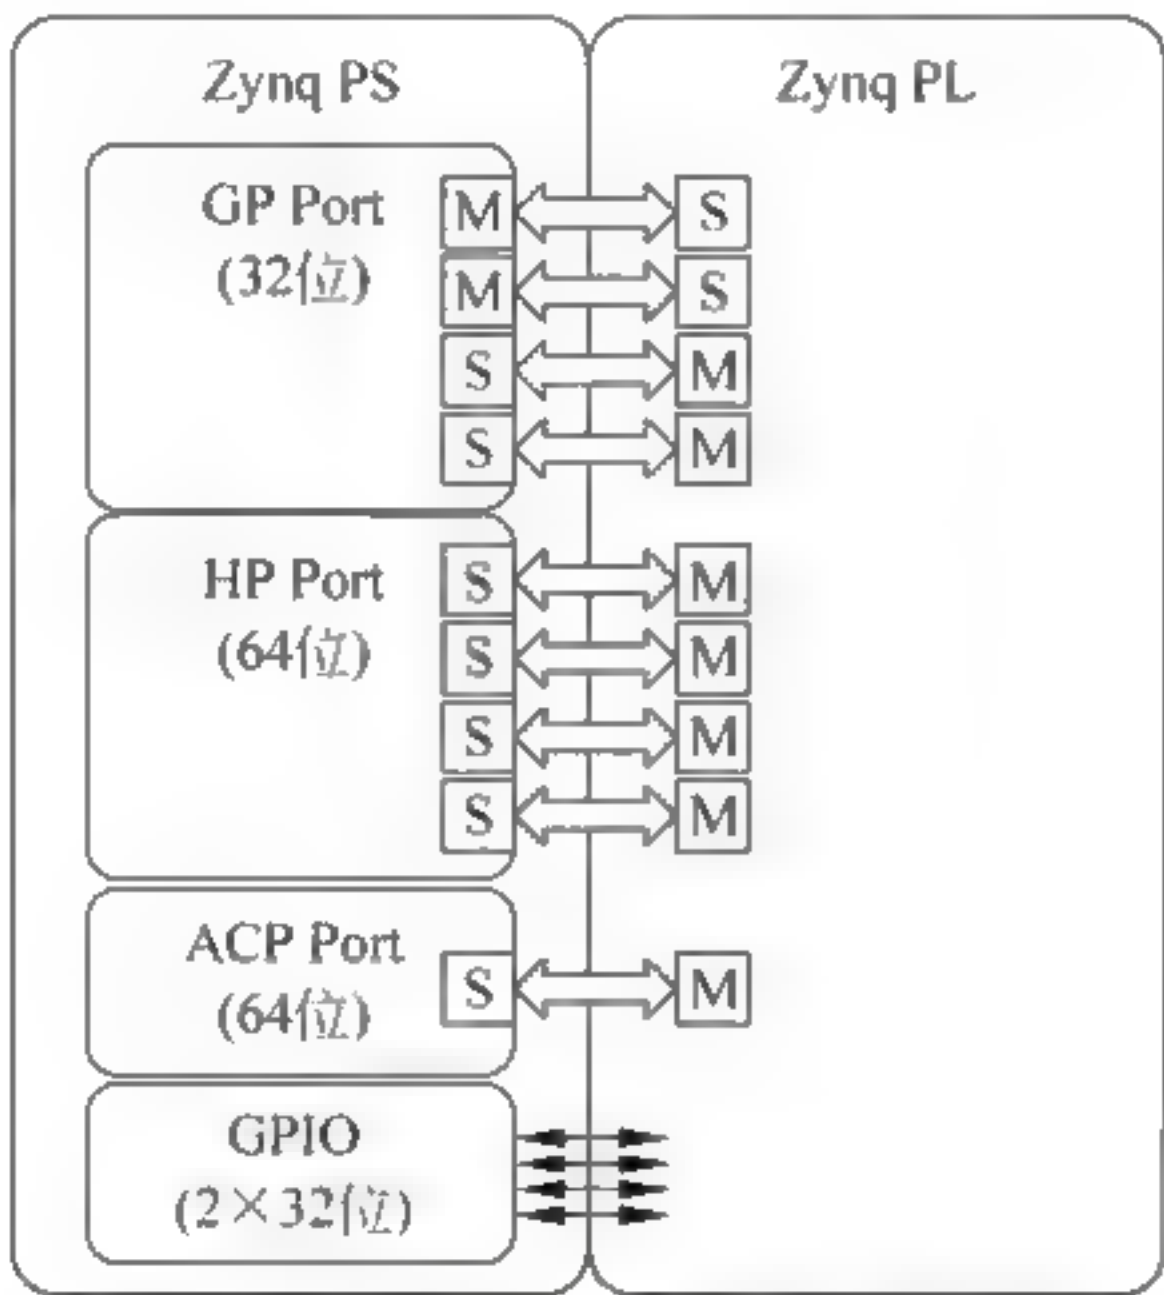 Zynq PS
Zynq PL
GP Port
(32位)
M
S
M
S
S
M
S
M
HP Port
(64位)
S
M
S
M
S
M
S
M
ACP Port
(64位)
S
M
GPIO
(2×32位)